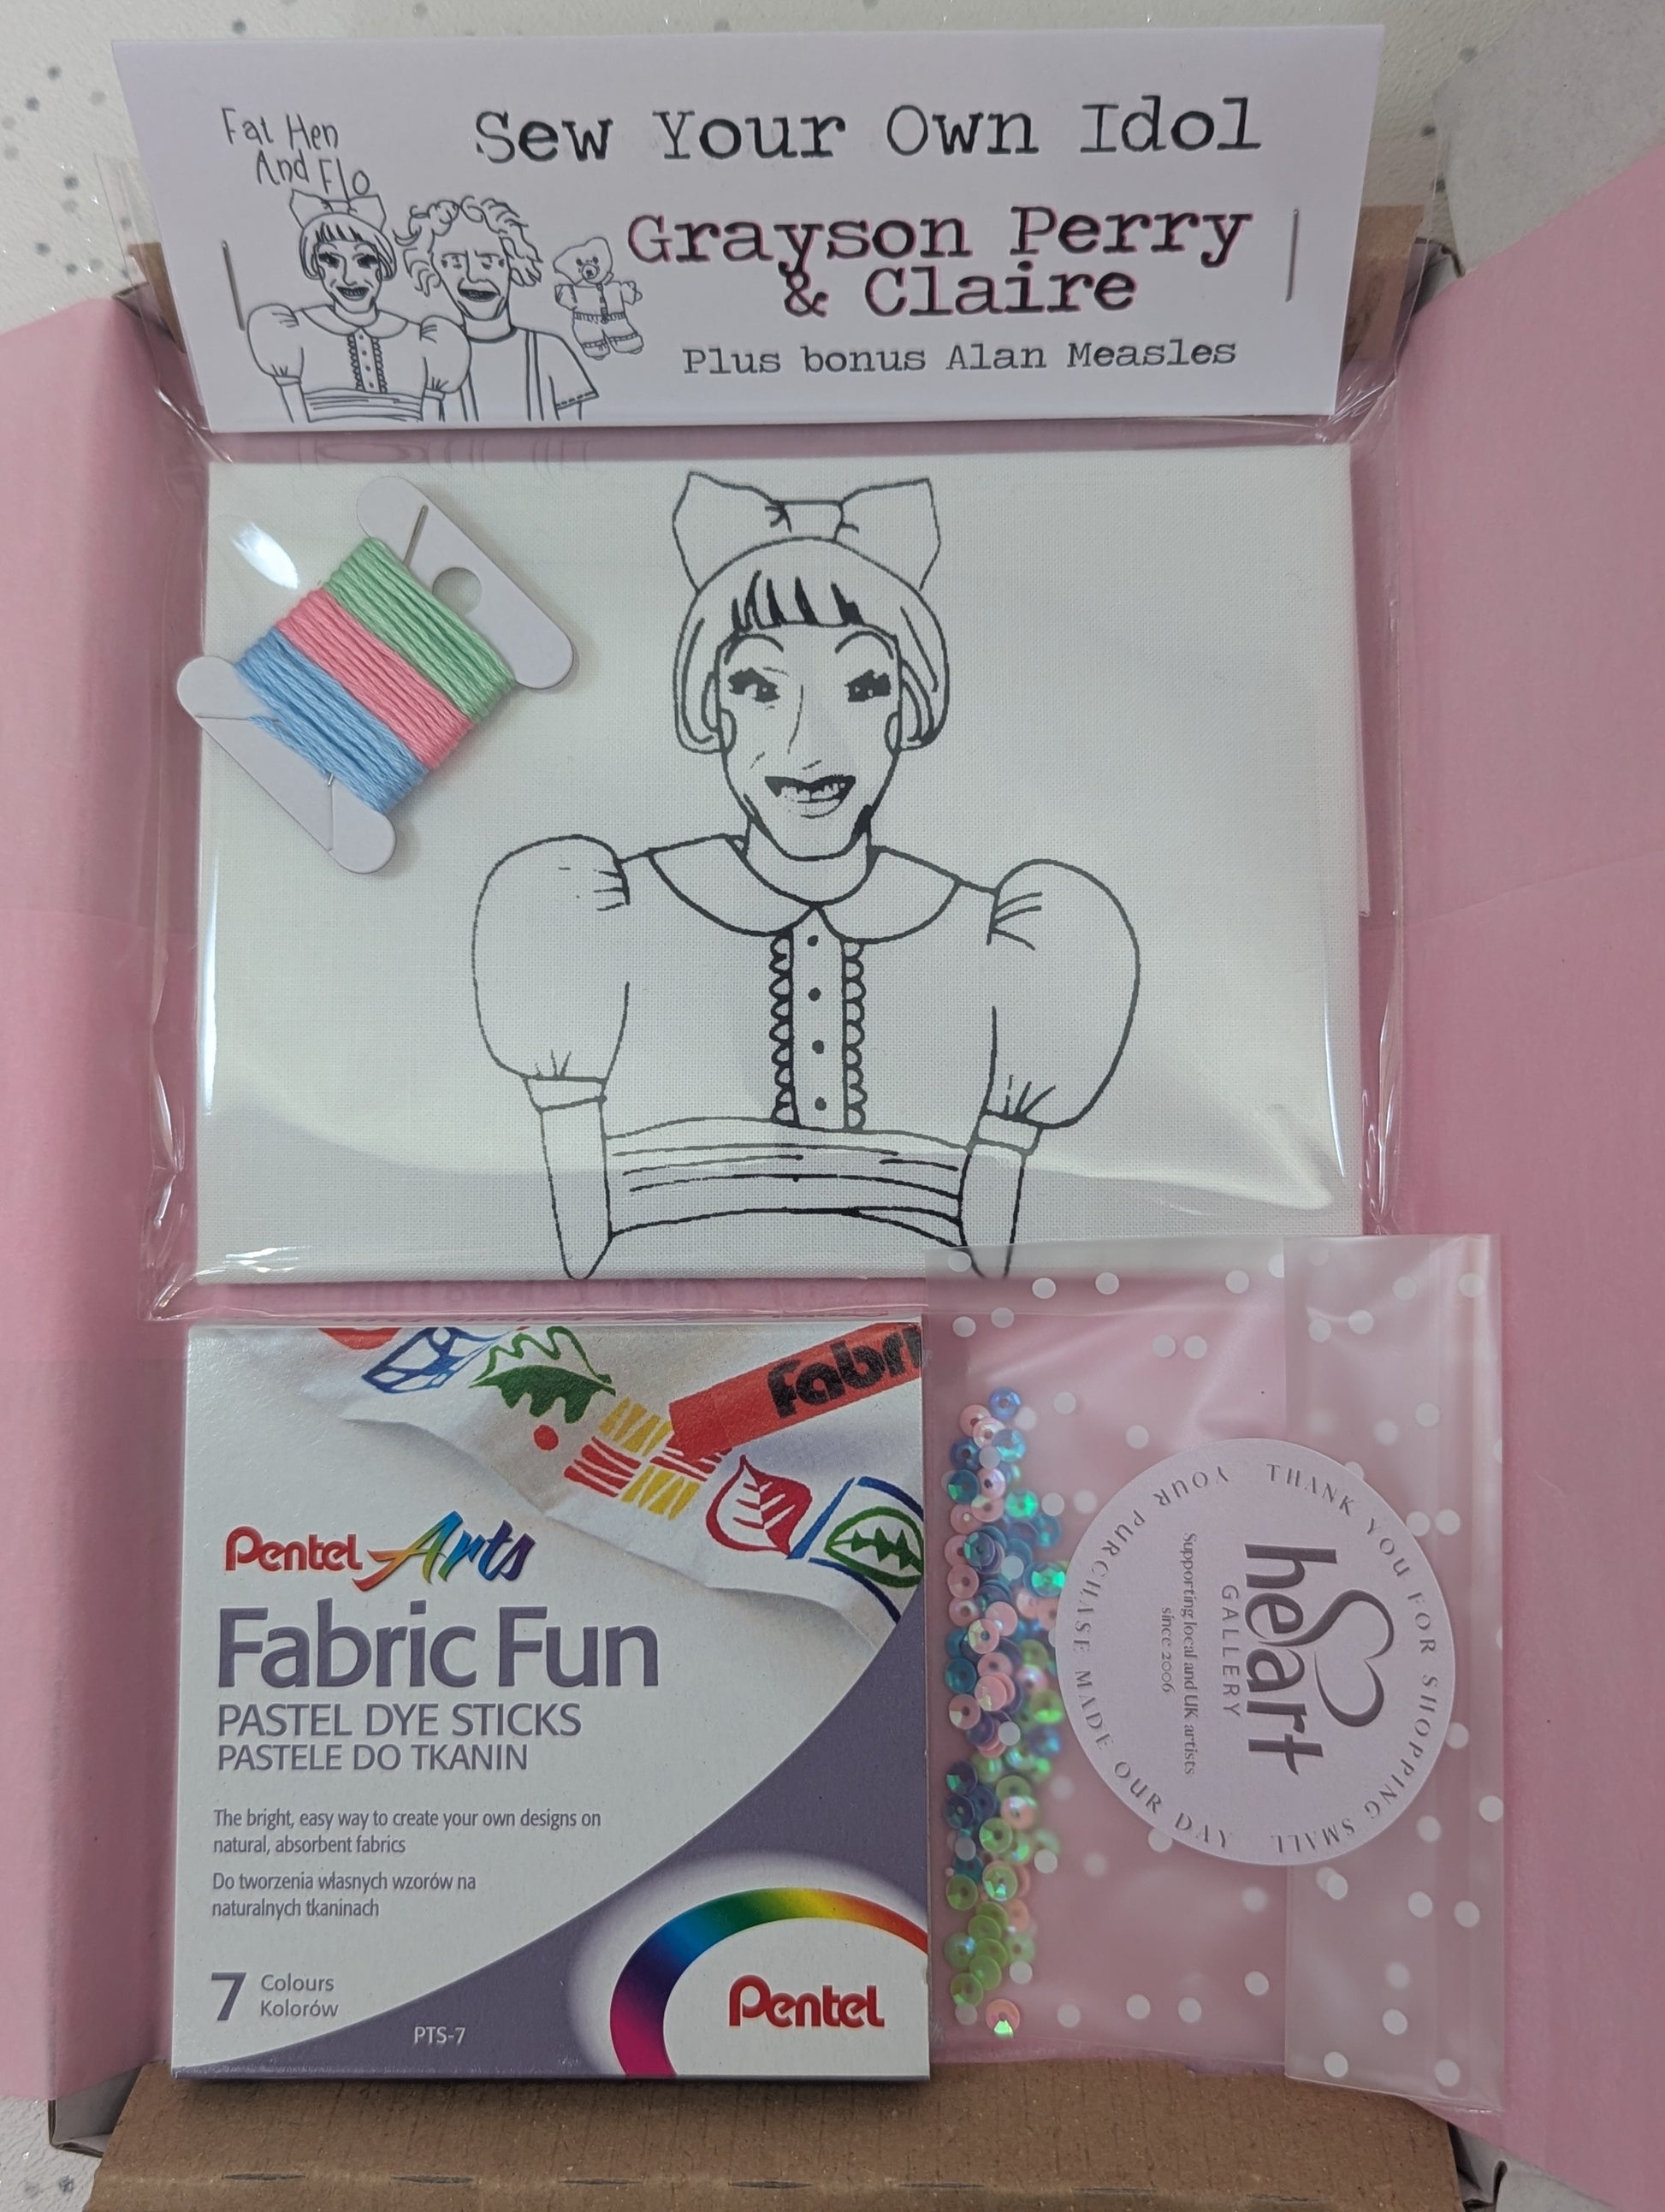 Fat Hen
And Flo
Sew Your Own Idol
Grayson Perry
& Claire
Plus bonus Alan Measles
Fabri
Pentel Arts
Fabric Fun
PASTEL DYE STICKS
PASTELE DO TKANIN
The bright, easy way to create your own designs on
natural, absorbent fabrics
Do tworzenia własnych wzorów na
naturalnych tkaninach
7 Colours
Kolorów
PTS-7
Pentel
THANK YOU FOR SHOPPING SMALL
heart
GALLERY
Supporting local and UK artists
since 2006
YOUR PURCHASE MADE OUR DAY